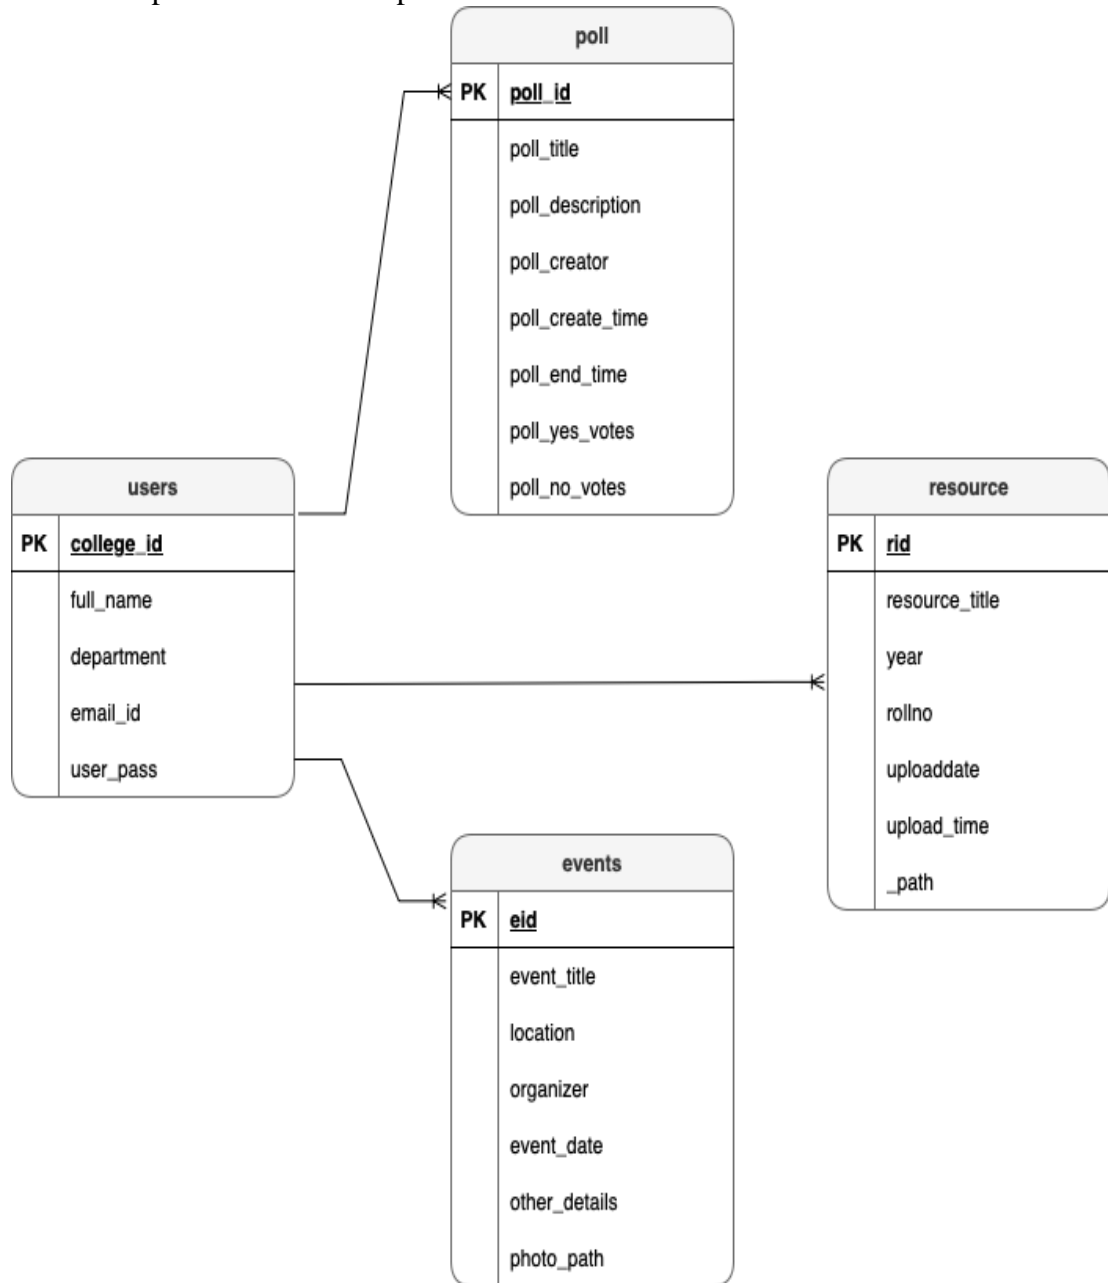 poll
PK poll_id
poll_title
poll_description
poll_creator
poll_create_time
poll_end_time
poll_yes_votes
poll_no_votes
users
PK college_id
full_name
department
email_id
user_pass
resource
PK rid
resource_title
year
rollno
uploaddate
upload_time
_path
events
PK eid
event_title
location
organizer
event_date
other_details
photo_path